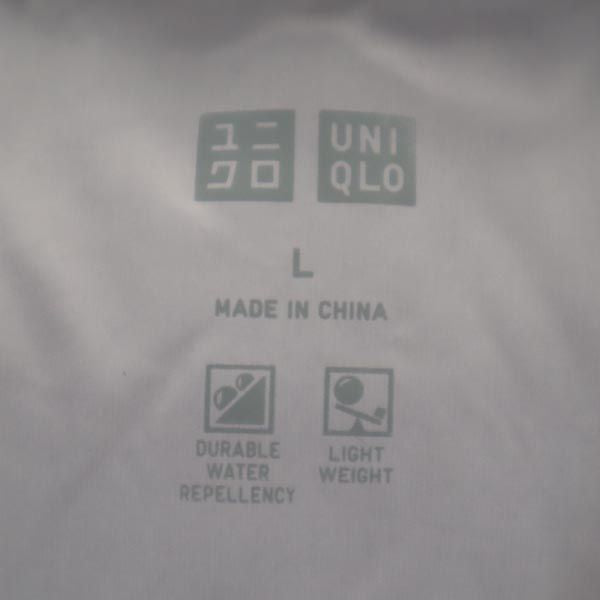 ユニ
クロ
UNI
QLO
L
MADE IN CHINA
DURABLE
WATER
REPELLENCY
LIGHT
WEIGHT